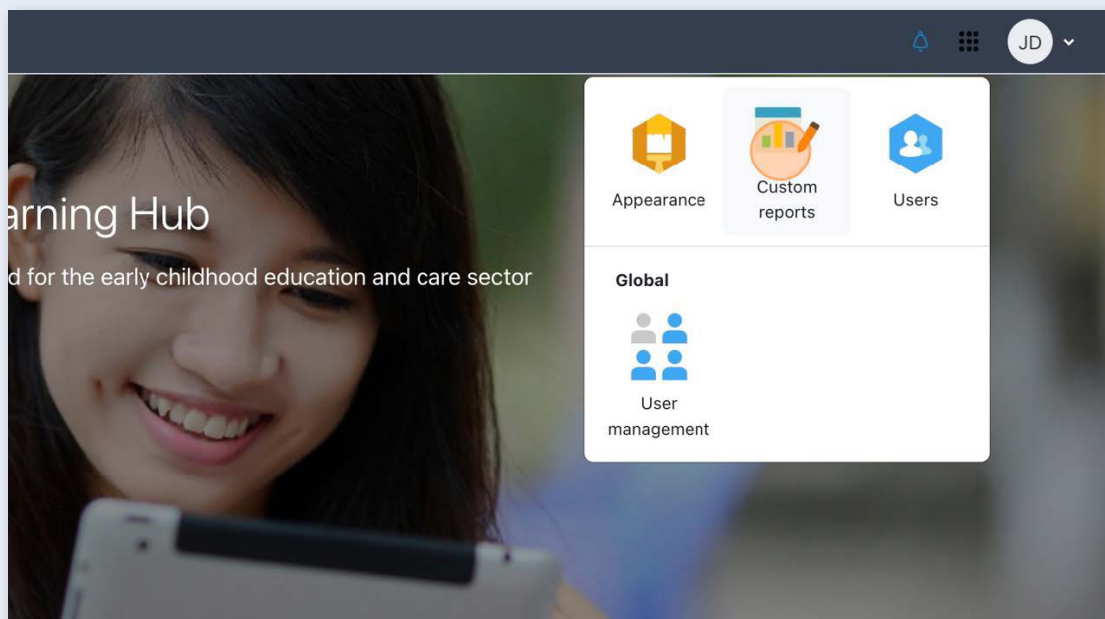 JD
arning Hub
d for the early childhood education and care sector
Appearance
Custom
reports
Users
Global
User
management